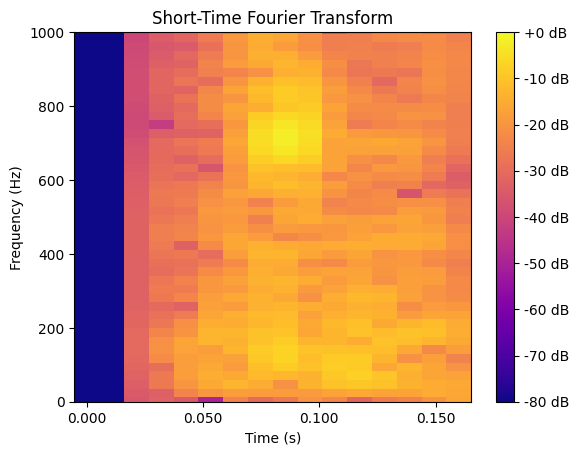 Short-Time Fourier Transform
1000
800
600
400
200
0
Frequency (Hz)
0.000
0.050
0.100
0.150
Time (s)
+0 dB
-10 dB
-20 dB
-30 dB
-40 dB
-50 dB
-60 dB
-70 dB
-80 dB